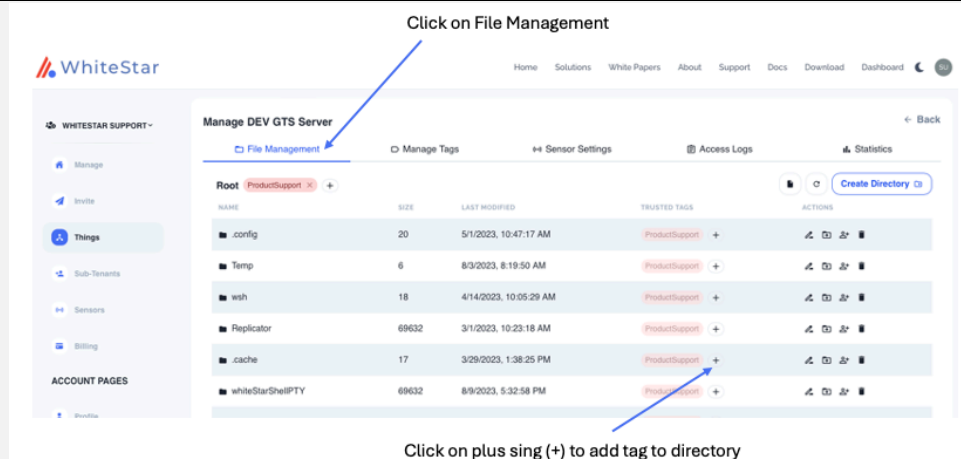 Click on File Management
WhiteStar
Home Solutions White Papers About Support Docs Download Dashboard SU
WHITESTAR SUPPORT
Manage DEV GTS Server
← Back
File Management Manage Tags Sensor Settings Access Logs Statistics
Manage
Invite
Things
Sub-Tenants
Sensors
Billing
ACCOUNT PAGES
Profile
Root ProductSupport × +
Create Directory
NAME SIZE LAST MODIFIED TRUSTED TAGS ACTIONS
.config 20 5/1/2023, 10:47:17 AM ProductSupport +
Temp 6 8/3/2023, 8:19:50 AM ProductSupport +
wsh 18 4/14/2023, 10:05:29 AM ProductSupport +
Replicator 69632 3/1/2023, 10:23:18 AM ProductSupport +
.cache 17 3/29/2023, 1:38:25 PM ProductSupport +
whiteStarShellPTY 69632 8/9/2023, 5:32:58 PM ProductSupport +
Click on plus sing (+) to add tag to directory